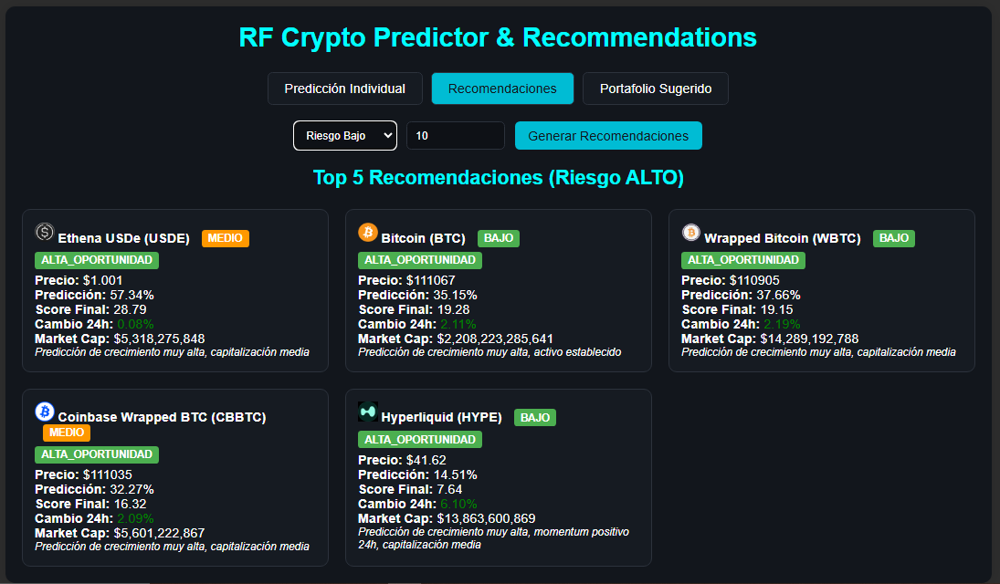 RF Crypto Predictor & Recommendations
Predicción Individual
Recomendaciones
Portafolio Sugerido
Riesgo Bajo
10
Generar Recomendaciones
Top 5 Recomendaciones (Riesgo ALTO)
Ethena USDe (USDE) MEDIO
ALTA_OPORTUNIDAD
Precio: $1.001
Predicción: 57.34%
Score Final: 28.79
Cambio 24h: 0.08%
Market Cap: $5,318,275,848
Predicción de crecimiento muy alta, capitalización media
Bitcoin (BTC) BAJO
ALTA_OPORTUNIDAD
Precio: $111067
Predicción: 35.15%
Score Final: 19.28
Cambio 24h: 2.11%
Market Cap: $2,208,223,285,641
Predicción de crecimiento muy alta, activo establecido
Wrapped Bitcoin (WBTC) BAJO
ALTA_OPORTUNIDAD
Precio: $110905
Predicción: 37.66%
Score Final: 19.15
Cambio 24h: 2.19%
Market Cap: $14,289,192,788
Predicción de crecimiento muy alta, capitalización media
Coinbase Wrapped BTC (CBBTC)
MEDIO
ALTA_OPORTUNIDAD
Precio: $111035
Predicción: 32.27%
Score Final: 16.32
Cambio 24h: 2.09%
Market Cap: $5,601,222,867
Predicción de crecimiento muy alta, capitalización media
Hyperliquid (HYPE) BAJO
ALTA_OPORTUNIDAD
Precio: $41.62
Predicción: 14.51%
Score Final: 7.64
Cambio 24h: 6.10%
Market Cap: $13,863,600,869
Predicción de crecimiento muy alta, momentum positivo
24h, capitalización media